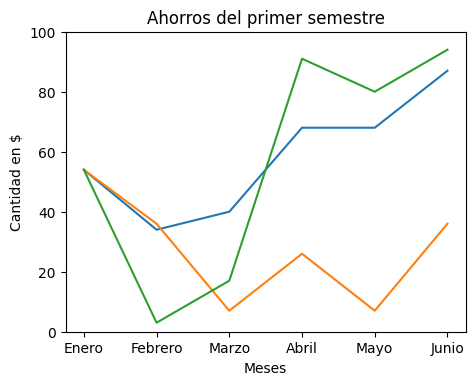 Ahorros del primer semestre
Cantidad en $
100
80
60
40
20
0
Enero Febrero Marzo Abril Mayo Junio
Meses